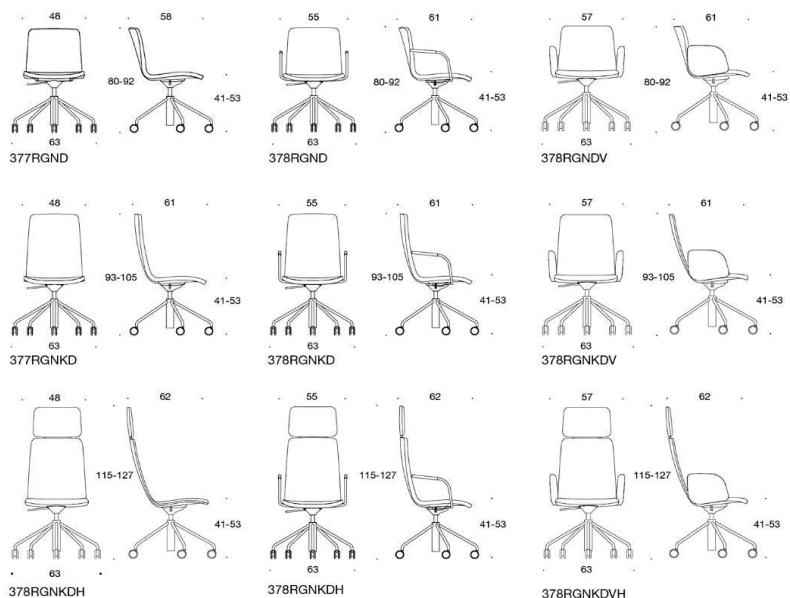 48 58 55 61 57 61
80-92 80-92 80-92
41-53 41-53 41-53
63 63 63
377RGND 378RGND 378RGNDV
48 61 55 61 57 61
93-105 93-105 93-105
41-53 41-53 41-53
63 63 63
377RGNKD 378RGNKD 378RGNKDV
48 62 55 62 57 62
115-127 115-127 115-127
41-53 41-53 41-53
63 63 63
378RGNKDH 378RGNKDH 378RGNKDVH